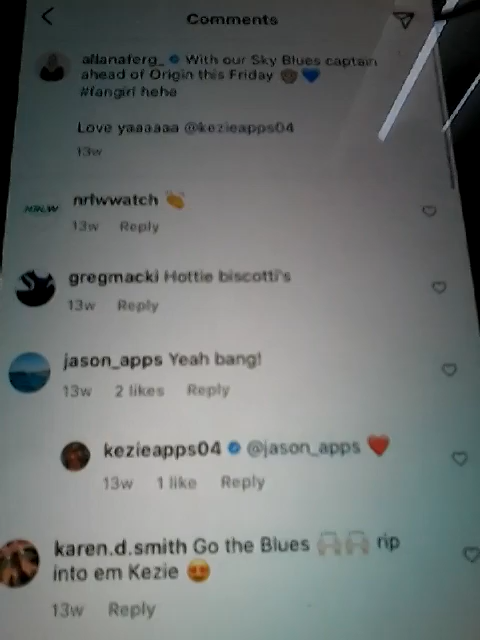 Comments
allanaferg_ With our Sky Blues captain
ahead of Origin this Friday 🏉💙
#fangirl hehe
Love yaaaaaa @kezieapps04
13w
nrlwwatch 👏
13w Reply
gregmacki Hottie biscotti's
13w Reply
jason_apps Yeah bang!
13w 2 likes Reply
kezieapps04 @jason_apps ❤️
13w 1 like Reply
karen.d.smith Go the Blues 🙌🙌 rip
into em Kezie 😍
13w Reply